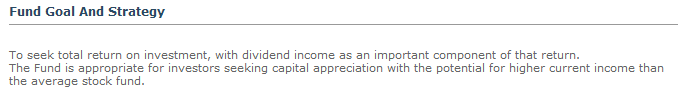 Fund Goal And Strategy
To seek total return on investment, with dividend income as an important component of that return.
The Fund is appropriate for investors seeking capital appreciation with the potential for higher current income than
the average stock fund.